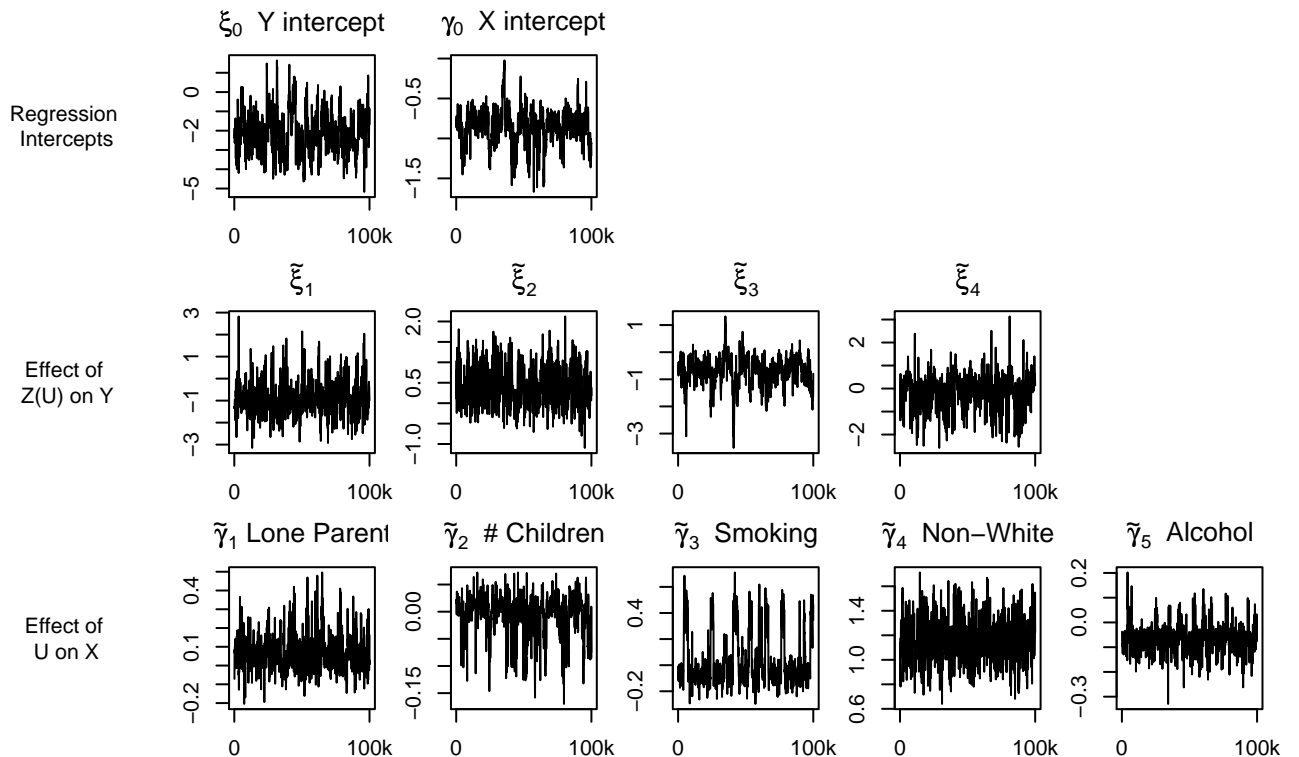 ξ0 Y intercept
γ0 X intercept
Regression
Intercepts
0
−2
−5
0 100k
−0.5
−1.5
0 100k
ξ̃1
ξ̃2
ξ̃3
ξ̃4
Effect of
Z(U) on Y
3
1
−1
−3
0 100k
2.0
0.5
−1.0
0 100k
1
−1
−3
0 100k
2
0
−2
0 100k
γ̃1 Lone Parent
γ̃2 # Children
γ̃3 Smoking
γ̃4 Non−White
γ̃5 Alcohol
Effect of
U on X
0.4
0.1
−0.2
0 100k
0.00
−0.15
0 100k
0.4
−0.2
0 100k
1.4
1.0
0.6
0 100k
0.2
0.0
−0.3
0 100k